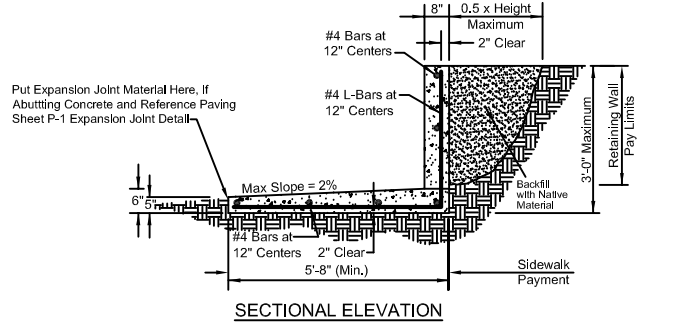 8"
0.5 x Height
Maximum
#4 Bars at
12" Centers
2" Clear
Put Expansion Joint Material Here, If
Abuttting Concrete and Reference Paving
Sheet P-1 Expansion Joint Detail
#4 L-Bars at
12" Centers
3'-0" Maximum
Retaining Wall
Pay Limits
Max Slope = 2%
Backfill
with Native
Material
6"
5"
#4 Bars at
12" Centers
2" Clear
5'-8" (Min.)
Sidewalk
Payment
SECTIONAL ELEVATION